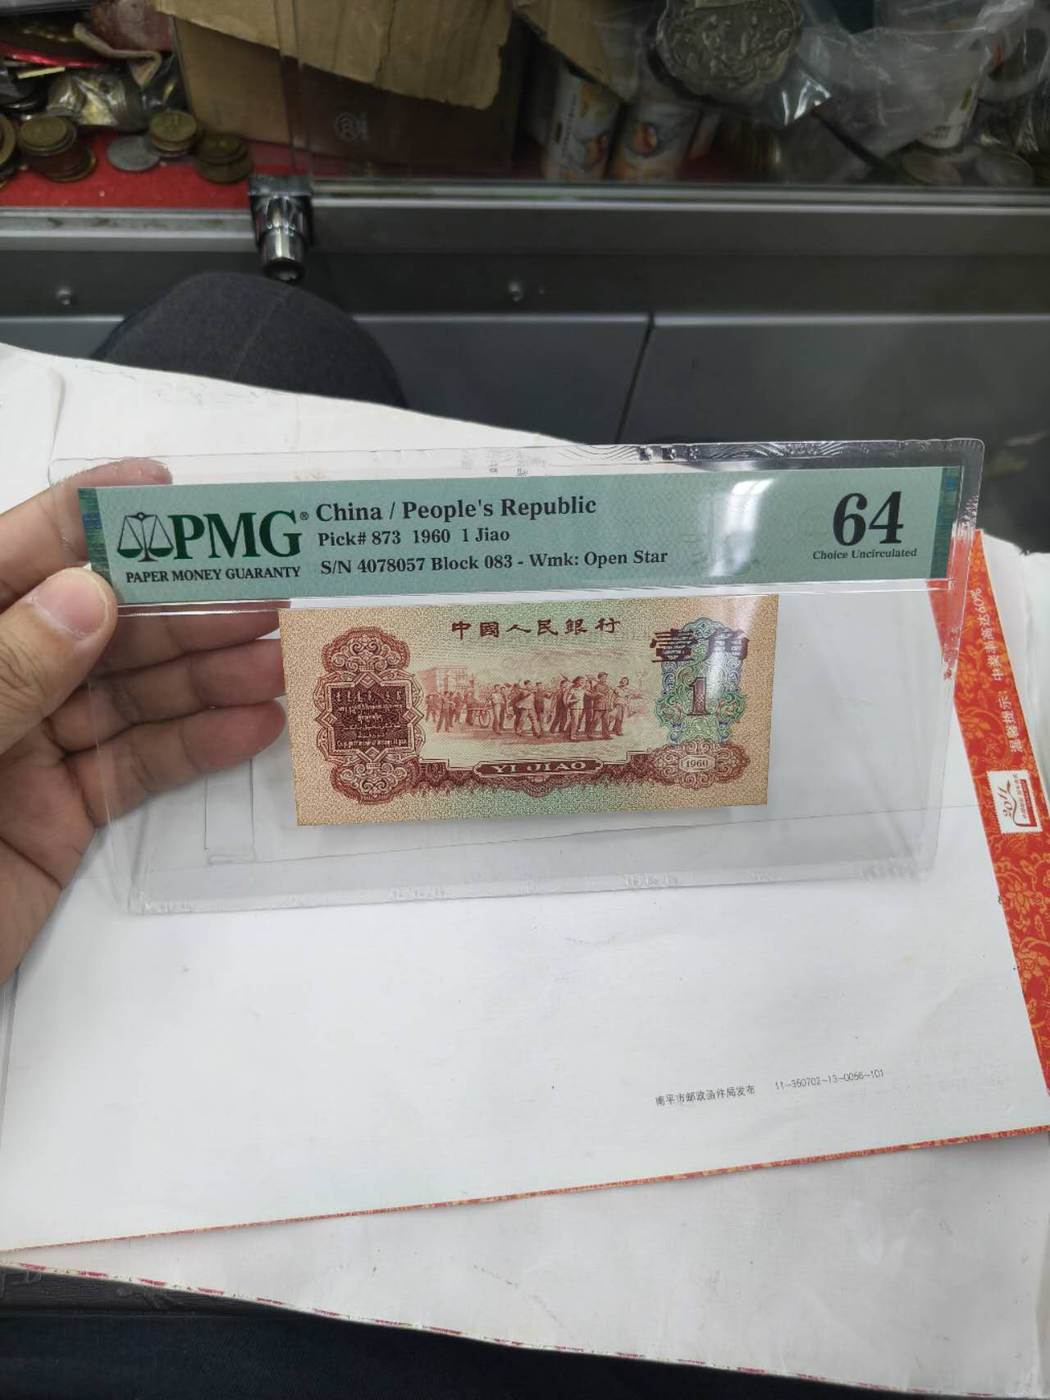 PMG®
PAPER MONEY GUARANTY
China / People's Republic
Pick# 873 1960 1 Jiao
S/N 4078057 Block 083 - Wmk: Open Star
64
Choice Uncirculated
中國人民銀行
壹角
1
YI JIAO
1960
南平市邮政函件局发布 11-350702-13-0056-101